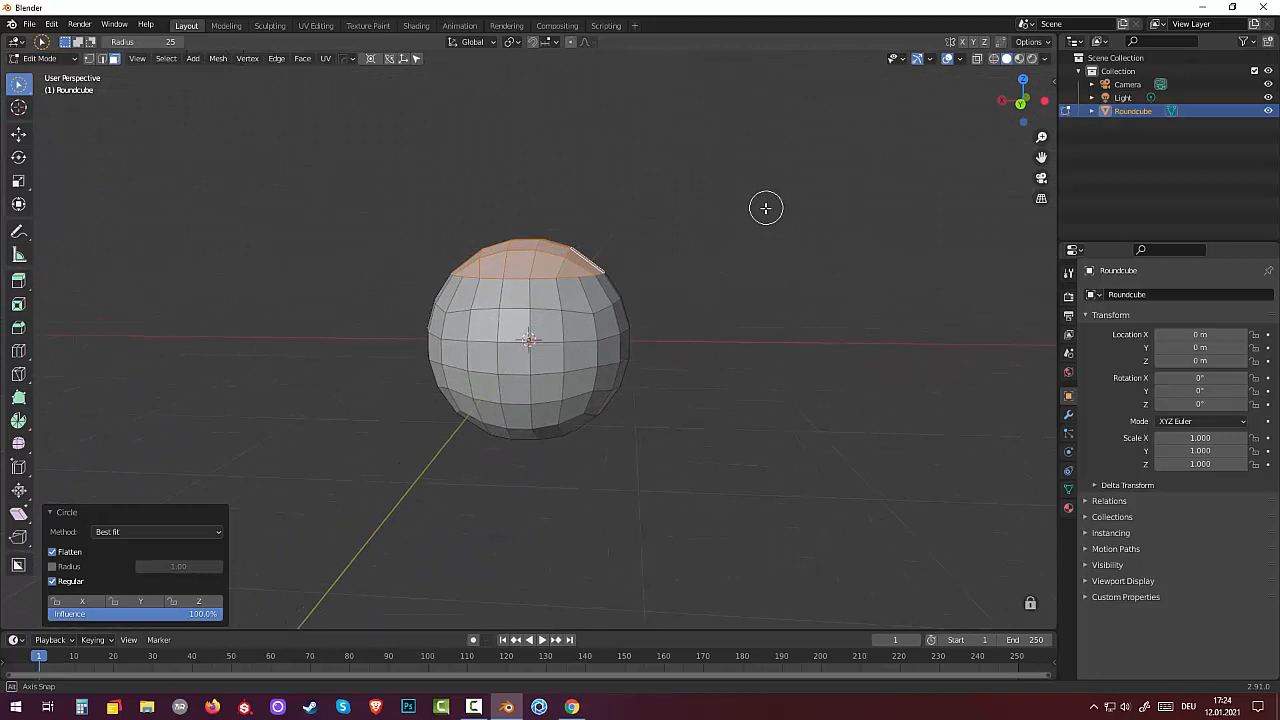 Blender
File Edit Render Window Help Layout Modeling Sculpting UV Editing Texture Paint Shading Animation Rendering Compositing Scripting Scene View Layer
Radius 25 Global X Y Z Options
Edit Mode View Select Add Mesh Vertex Edge Face UV
User Perspective
(1) Roundcube
Scene Collection
Collection
Camera
Light
Roundcube
Roundcube
Roundcube
Transform
Location X 0 m
Y 0 m
Z 0 m
Rotation X 0°
Y 0°
Z 0°
Mode XYZ Euler
Scale X 1.000
Y 1.000
Z 1.000
Delta Transform
Relations
Collections
Instancing
Motion Paths
Visibility
Viewport Display
Custom Properties
Circle
Method: Best fit
Flatten
Radius 1.00
Regular
X Y Z
Influence 100.0%
Playback Keying View Marker 1 Start 1 End 250
1 10 20 30 40 50 60 70 80 90 100 110 120 130 140 150 160 170 180 190 200 210 220 230 240 250
Axis Snap 2.91.0
DEU 17:24
12.01.2021